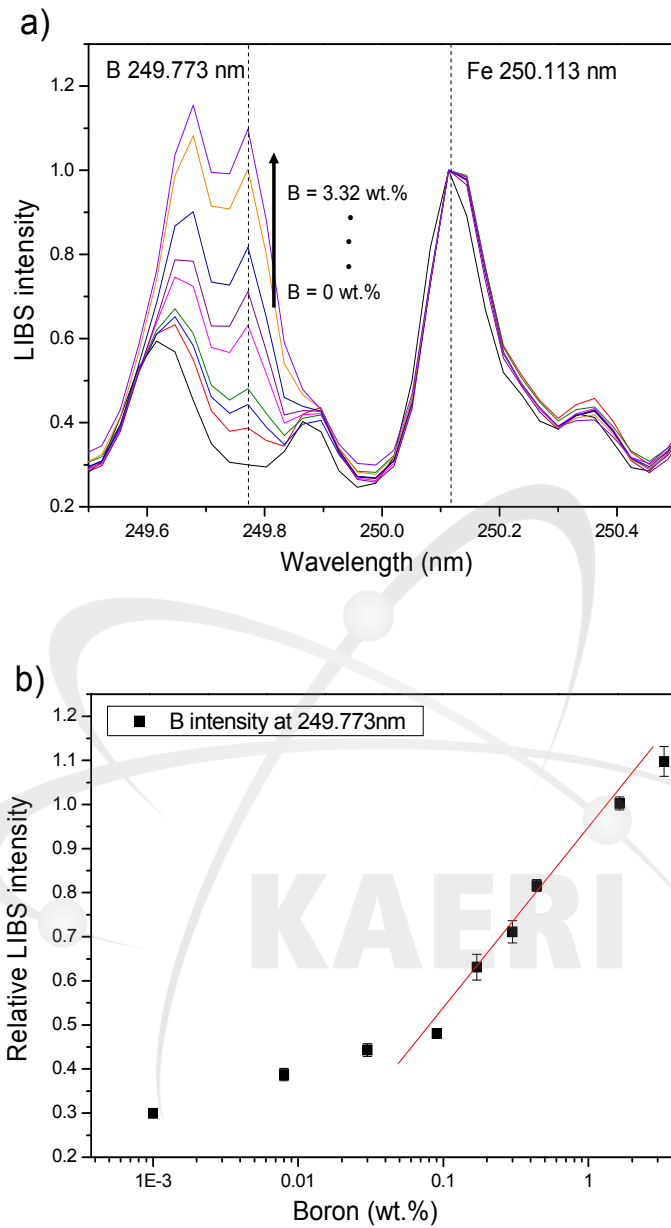 a)
B 249.773 nm
Fe 250.113 nm
B = 3.32 wt.%
•
•
•
B = 0 wt.%
LIBS intensity
1.2
1.0
0.8
0.6
0.4
0.2
249.6 249.8 250.0 250.2 250.4
Wavelength (nm)
b)
B intensity at 249.773nm
Relative LIBS intensity
1.2
1.1
1.0
0.9
0.8
0.7
0.6
0.5
0.4
0.3
0.2
KAERI
1E-3 0.01 0.1 1
Boron (wt.%)